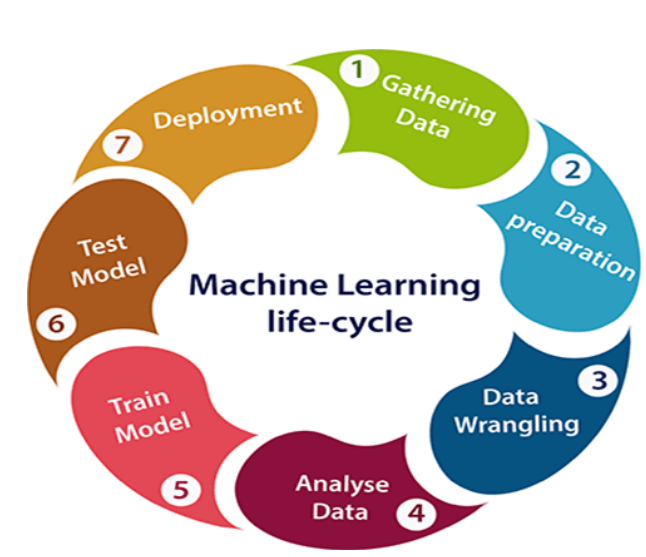 Machine Learning
life-cycle
1
Gathering
Data
2
Data
preparation
3
Data
Wrangling
4
Analyse
Data
5
Train
Model
6
Test
Model
7
Deployment